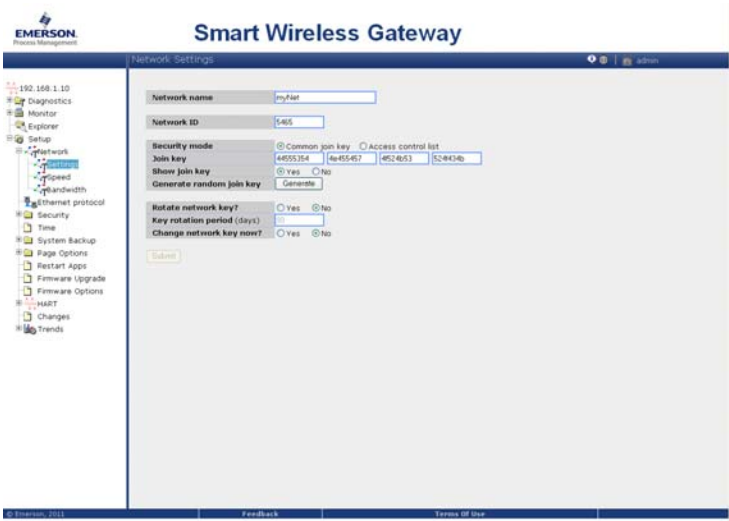 EMERSON.
Process Management
Smart Wireless Gateway
Network Settings
admin
192.168.1.10
Diagnostics
Monitor
Explorer
Setup
Network
Settings
Speed
Bandwidth
Ethernet protocol
Security
Time
System Backup
Page Options
Restart Apps
Firmware Upgrade
Firmware Options
HART
Changes
Trends
Network name myNet
Network ID 5465
Security mode Common join key Access control list
Join key 44555354 4e455457 4f524b53
Show join key Yes No
Generate random join key Generate
Rotate network key? Yes No
Key rotation period (days)
Change network key now? Yes No
Submit
© Emerson, 2011 Feedback Terms Of Use